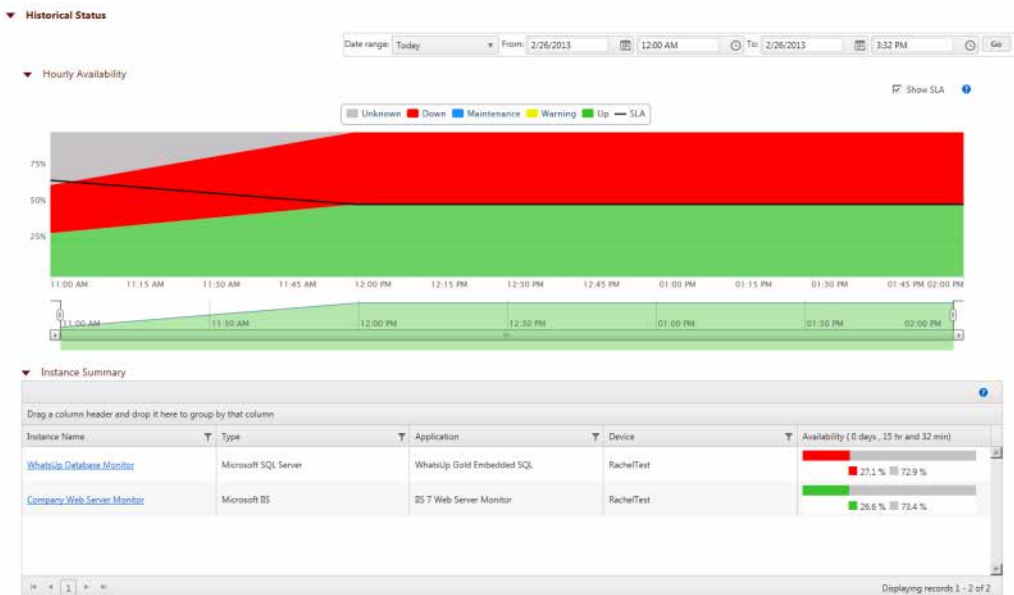 Historical Status
Date range: Today From: 2/26/2013 12:00 AM To: 2/26/2013 3:32 PM Go
Hourly Availability
Show SLA ?
Unknown Down Maintenance Warning Up SLA
75%
50%
25%
11:00 AM 11:15 AM 11:30 AM 11:45 AM 12:00 PM 12:15 PM 12:30 PM 12:45 PM 01:00 PM 01:15 PM 01:30 PM 01:45 PM 02:00 PM
11:00 AM 11:30 AM 12:00 PM 12:30 PM 01:00 PM 01:30 PM 02:00 PM
Instance Summary
?
Drag a column header and drop it here to group by that column
Instance Name Type Application Device Availability ( 0 days , 15 hr and 32 min)
WhatsUp Database Monitor Microsoft SQL Server WhatsUp Gold Embedded SQL RachelTest
27.1 % 72.9 %
Company Web Server Monitor Microsoft IIS IIS 7 Web Server Monitor RachelTest
26.6 % 73.4 %
1 Displaying records 1 - 2 of 2